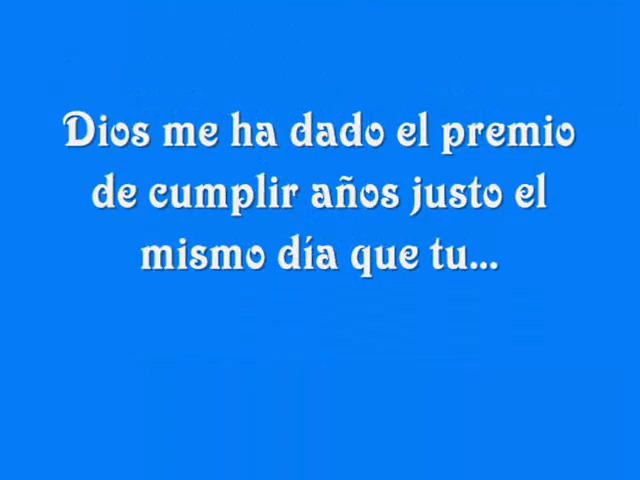 Dios me ha dado el premio
de cumplir años justo el
mismo día que tu...